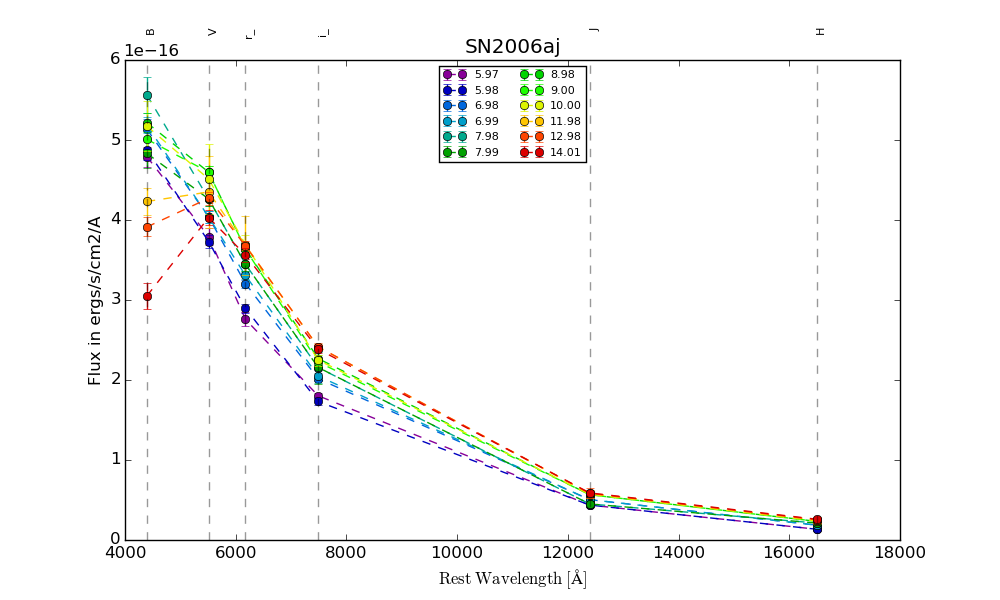 B V r_ i_ J H
1e−16
SN2006aj
6
5
4
3
2
1
0
Flux in ergs/s/cm2/A
5.97 8.98
5.98 9.00
6.98 10.00
6.99 11.98
7.98 12.98
7.99 14.01
4000 6000 8000 10000 12000 14000 16000 18000
Rest Wavelength [Å]